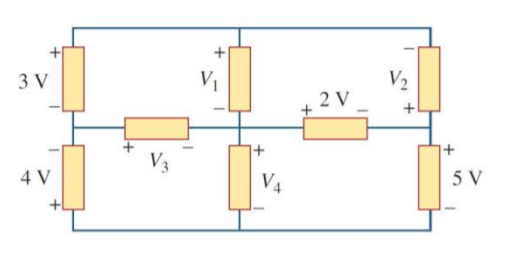 + + −
3 V V₁ V₂
− − +
+ 2 V −
+ V₃ −
− + +
4 V V₄ 5 V
+ − −